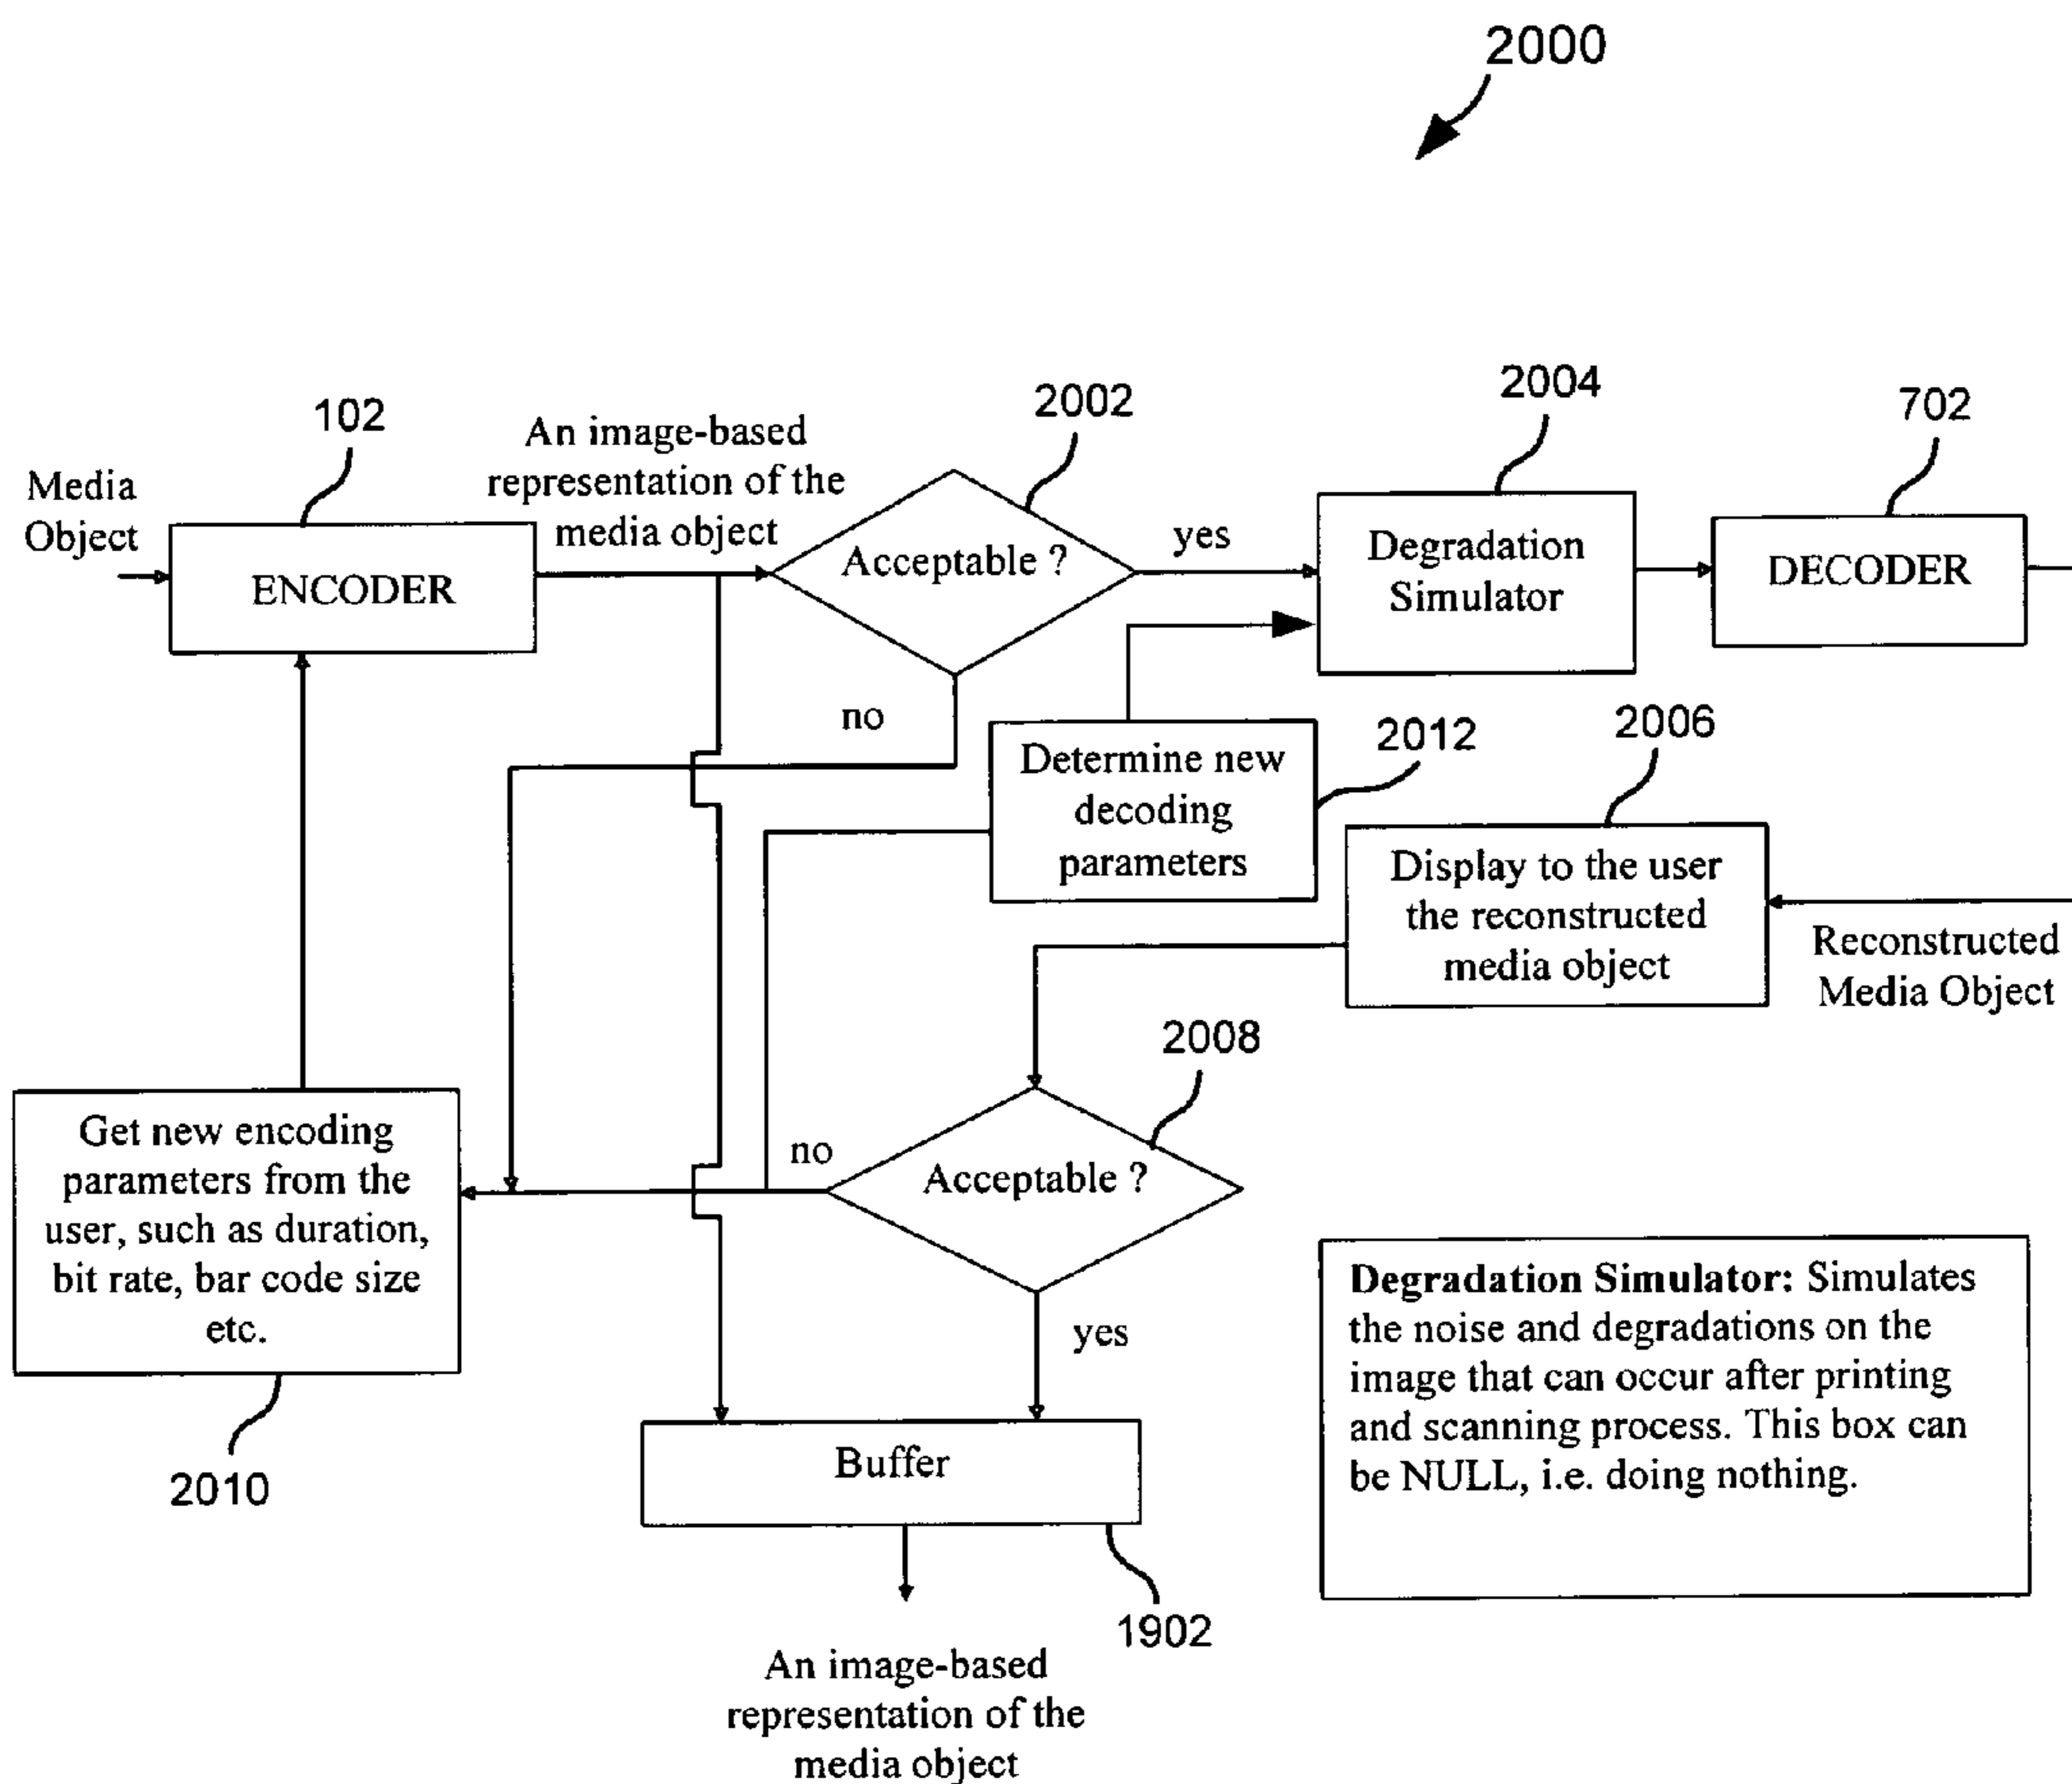 2000
2004
2002
702
102
An image-based
representation of the
media object
Media
Object
ENCODER
Acceptable ?
yes
Degradation
Simulator
DECODER
no
2012
2006
Determine new
decoding
parameters
Display to the user
the reconstructed
media object
Reconstructed
Media Object
2008
Get new encoding
parameters from the
user, such as duration,
bit rate, bar code size
etc.
no
Acceptable ?
yes
2010
Buffer
1902
Degradation Simulator: Simulates
the noise and degradations on the
image that can occur after printing
and scanning process. This box can
be NULL, i.e. doing nothing.
An image-based
representation of the
media object